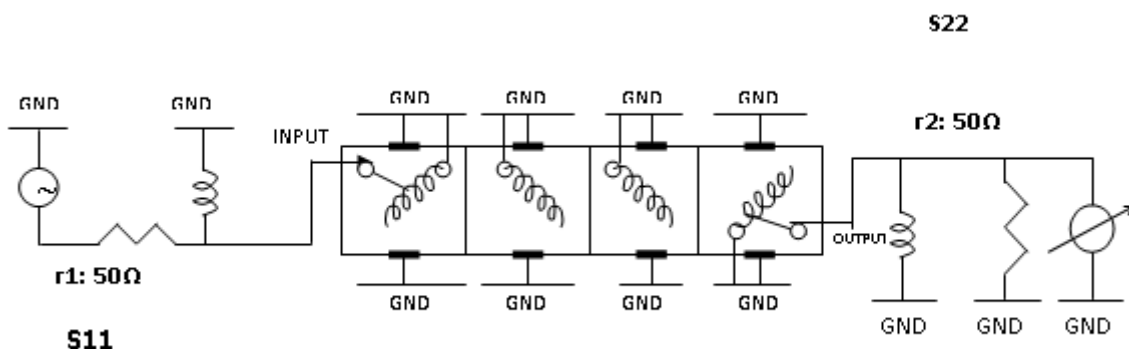 S22
GND
GND
GND
GND
GND
GND
r2: 50Ω
INPUT
OUTPUT
r1: 50Ω
GND
GND
GND
GND
GND
GND
GND
S11